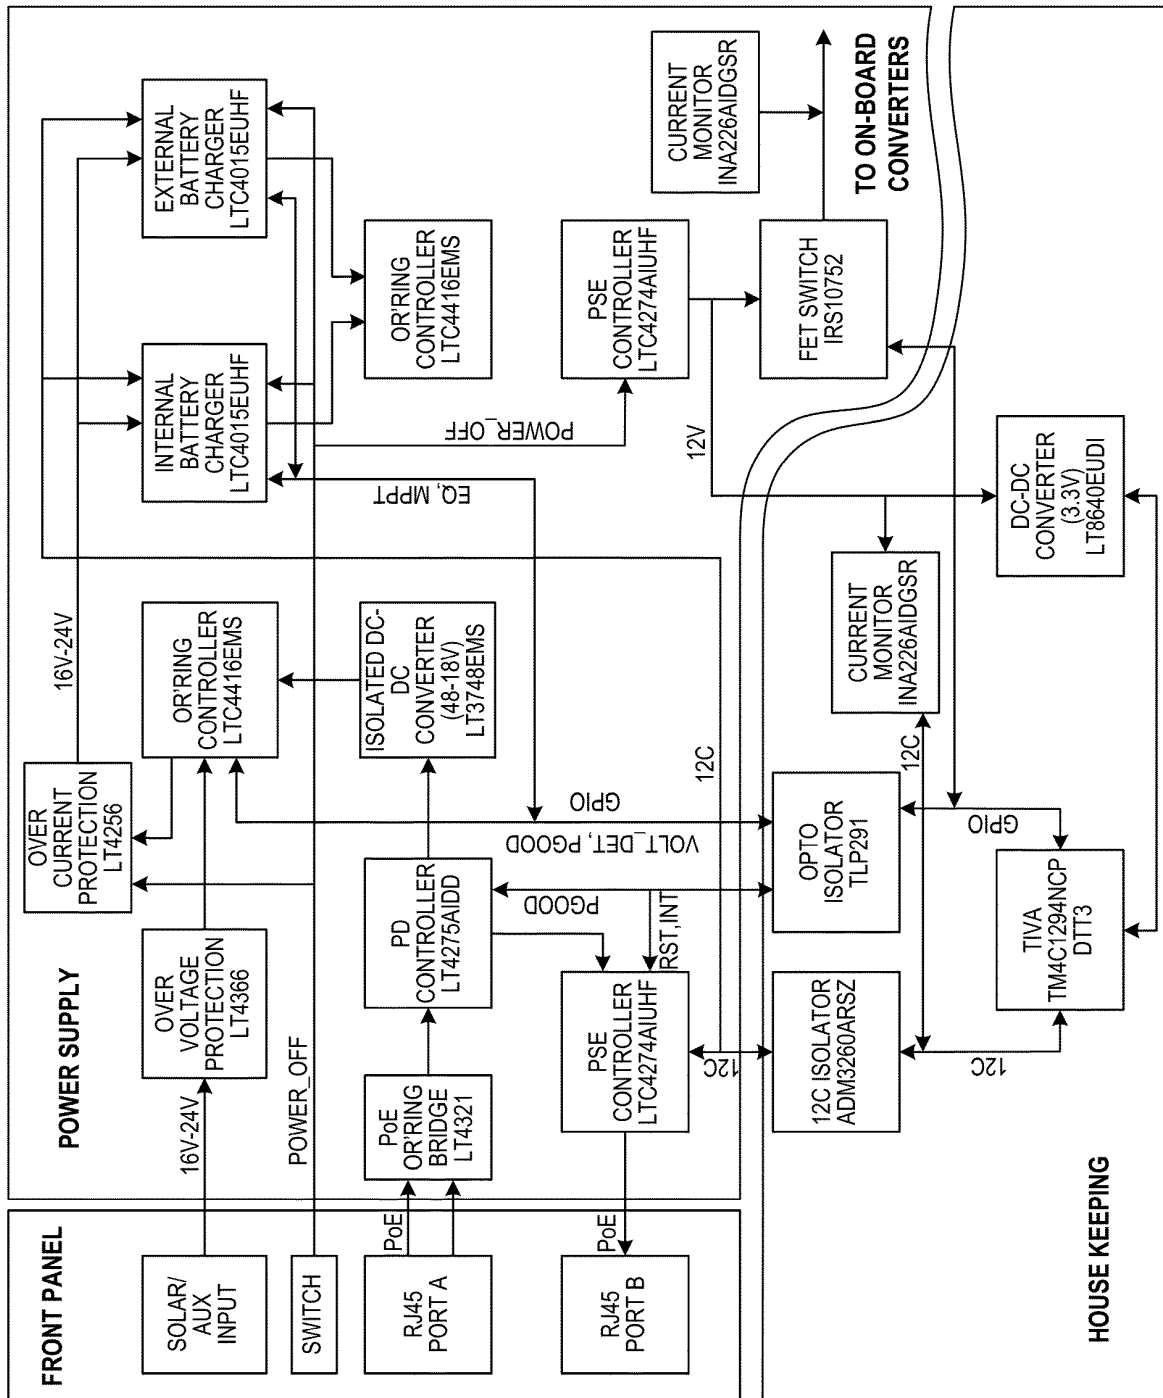 FRONT PANEL
SOLAR/
AUX
INPUT
SWITCH
RJ45
PORT A
RJ45
PORT B
POWER SUPPLY
16V-24V
POWER_OFF
PoE
PoE
OVER
VOLTAGE
PROTECTION
LT4366
PoE
OR'RING
BRIDGE
LT4321
OVER
CURRENT
PROTECTION
LT4256
PD
CONTROLLER
LT4275AIDD
PSE
CONTROLLER
LTC4274AIUHF
PGOOD
RST,INT
12C
OR'RING
CONTROLLER
LTC4416EMS
ISOLATED DC-
DC
CONVERTER
(48-18V)
LT3748EMS
16V-24V
GPIO
VOLT_DET, PGOOD
12C
EQ, MPPT
POWER_OFF
INTERNAL
BATTERY
CHARGER
LTC4015EUHF
EXTERNAL
BATTERY
CHARGER
LTC4015EUHF
OR'RING
CONTROLLER
LTC4416EMS
PSE
CONTROLLER
LTC4274AIUHF
12V
FET SWITCH
IRS10752
CURRENT
MONITOR
INA226AIDGSR
TO ON-BOARD
CONVERTERS
HOUSE KEEPING
12C ISOLATOR
ADM3260ARSZ
OPTO
ISOLATOR
TLP291
12C
GPIO
12C
CURRENT
MONITOR
INA226AIDGSR
TIVA
TM4C1294NCP
DTT3
DC-DC
CONVERTER
(3.3V)
LT8640EUDI